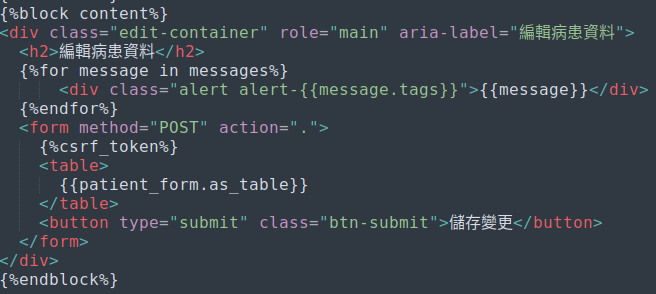 {%block content%}
<div class="edit-container" role="main" aria-label="編輯病患資料">
<h2>編輯病患資料</h2>
{%for message in messages%}
<div class="alert alert-{{message.tags}}">{{message}}</div>
{%endfor%}
<form method="POST" action=".">
{%csrf_token%}
<table>
{{patient_form.as_table}}
</table>
<button type="submit" class="btn-submit">儲存變更</button>
</form>
</div>
{%endblock%}